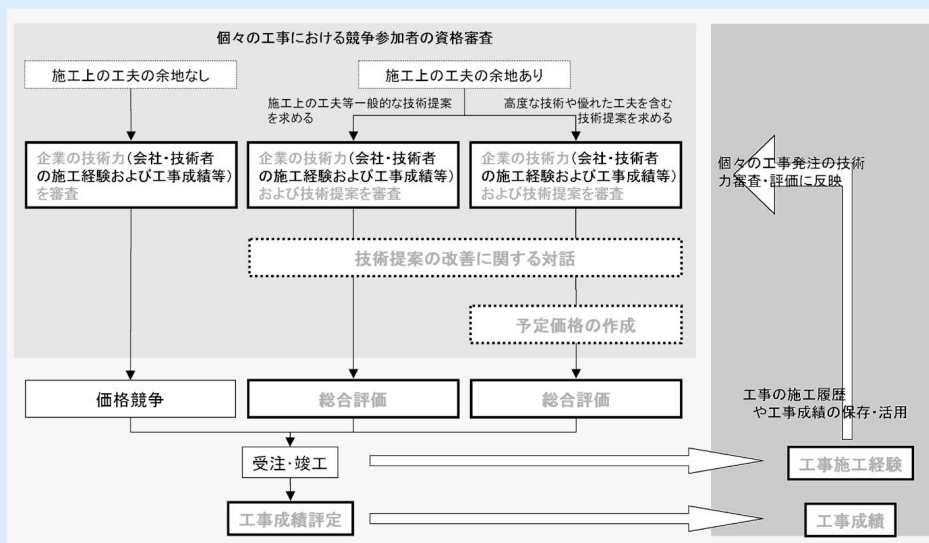 個々の工事における競争参加者の資格審査
施工上の工夫の余地なし
施工上の工夫の余地あり
施工上の工夫等一般的な技術提案
を求める
高度な技術や優れた工夫を含む
技術提案を求める
企業の技術力(会社・技術者
の施工経験および工事成績等)
を審査
企業の技術力(会社・技術者
の施工経験および工事成績等)
および技術提案を審査
企業の技術力(会社・技術者
の施工経験および工事成績等)
および技術提案を審査
個々の工事発注の技術
力審査・評価に反映
技術提案の改善に関する対話
予定価格の作成
価格競争
総合評価
総合評価
工事の施工履歴
や工事成績の保存・活用
受注・竣工
工事施工経験
工事成績評定
工事成績